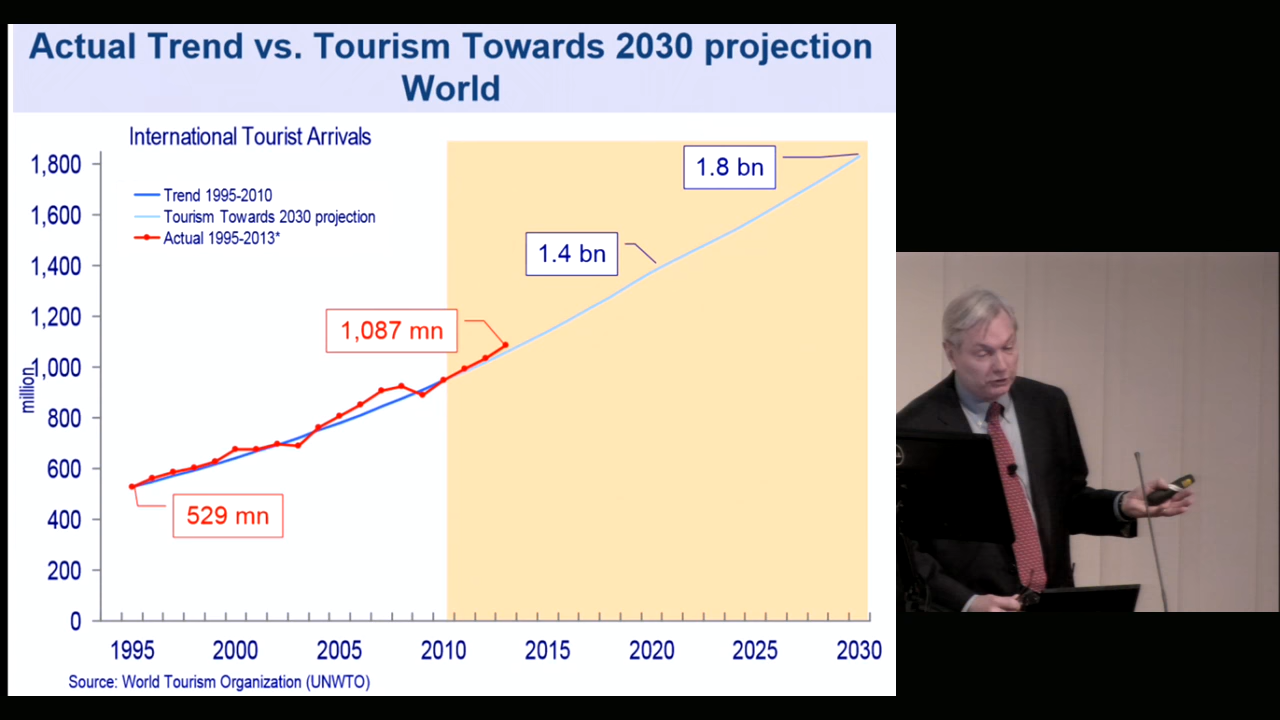 Actual Trend vs. Tourism Towards 2030 projection
World
International Tourist Arrivals
1,800
1,600
1,400
1,200
1,000
800
600
400
200
0
million
Trend 1995-2010
Tourism Towards 2030 projection
Actual 1995-2013*
1.8 bn
1.4 bn
1,087 mn
529 mn
1995 2000 2005 2010 2015 2020 2025 2030
Source: World Tourism Organization (UNWTO)